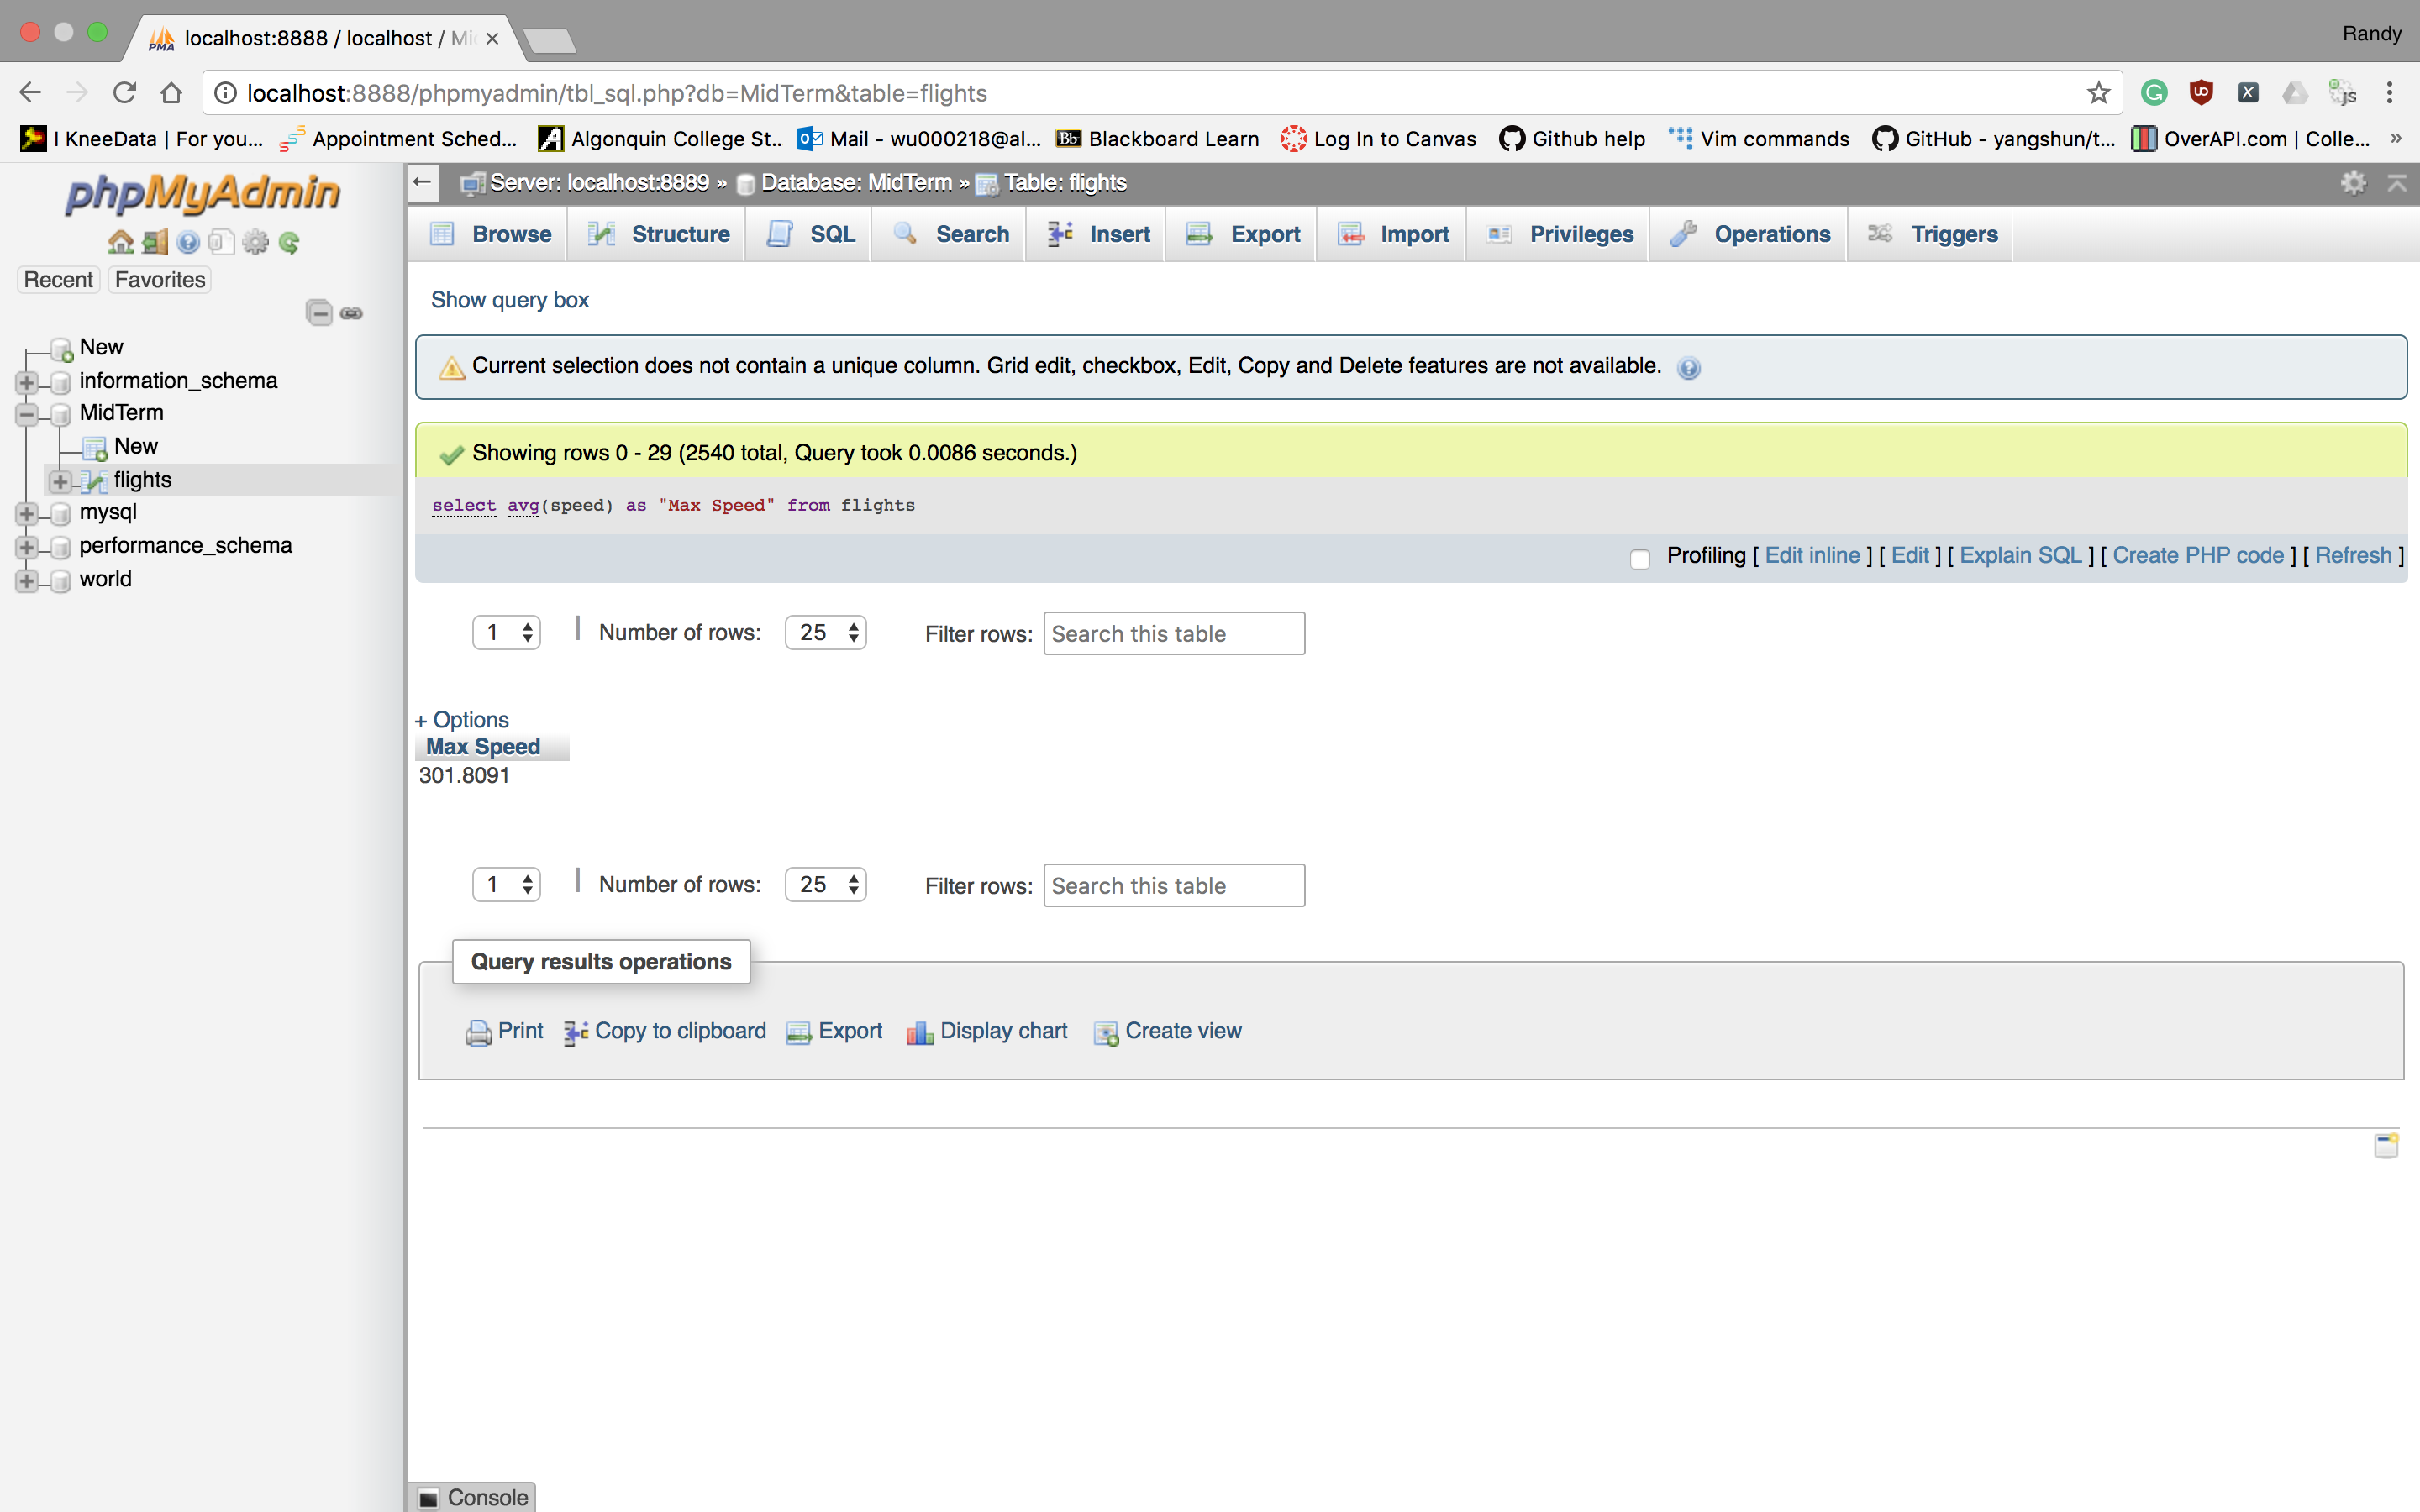 localhost:8888 / localhost / Mi
Randy
localhost:8888/phpmyadmin/tbl_sql.php?db=MidTerm&table=flights
I KneeData | For you... Appointment Sched... Algonquin College St... Mail - wu000218@al... Blackboard Learn Log In to Canvas Github help Vim commands GitHub - yangshun/t... OverAPI.com | Colle... »
phpMyAdmin
Recent Favorites
New
information_schema
MidTerm
New
flights
mysql
performance_schema
world
Server: localhost:8889 » Database: MidTerm » Table: flights
Browse Structure SQL Search Insert Export Import Privileges Operations Triggers
Show query box
Current selection does not contain a unique column. Grid edit, checkbox, Edit, Copy and Delete features are not available.
Showing rows 0 - 29 (2540 total, Query took 0.0086 seconds.)
select avg(speed) as "Max Speed" from flights
Profiling [ Edit inline ] [ Edit ] [ Explain SQL ] [ Create PHP code ] [ Refresh ]
1 | Number of rows: 25 Filter rows: Search this table
+ Options
Max Speed
301.8091
1 | Number of rows: 25 Filter rows: Search this table
Query results operations
Print Copy to clipboard Export Display chart Create view
Console